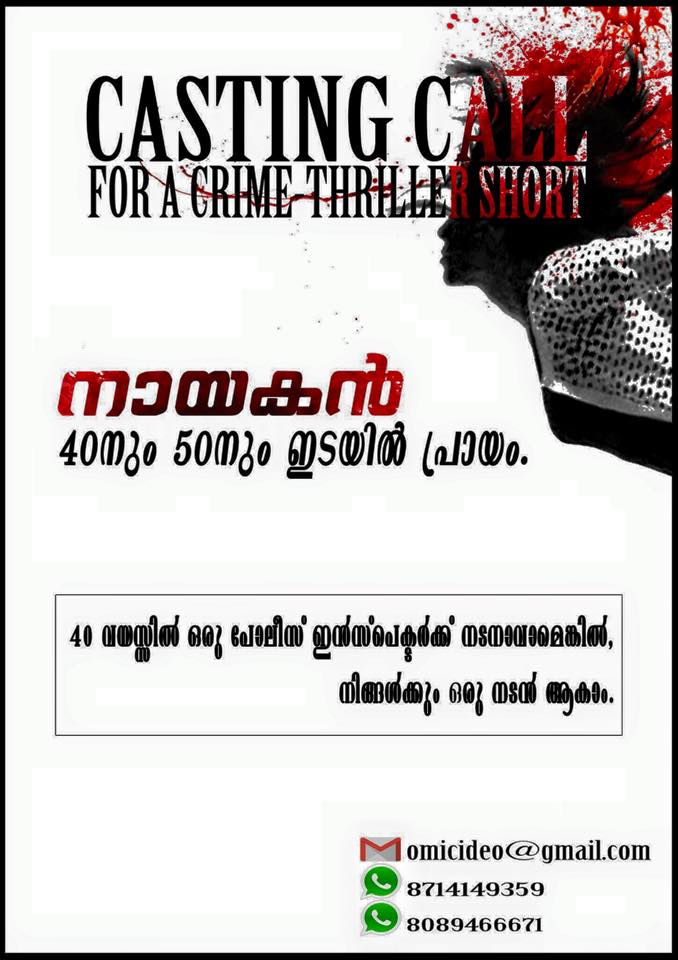 CASTING CALL
FOR A CRIME-THRILLER SHORT
നായകൻ
40നും 50നും ഇടയിൽ പ്രായം.
40 വയസ്സിൽ ഒരു പോലീസ് ഇൻസ്പെക്ടർക്ക് നടനാവാമെങ്കിൽ,
നിങ്ങൾക്കും ഒരു നടൻ ആകാം.
omicideo@gmail.com
8714149359
8089466671